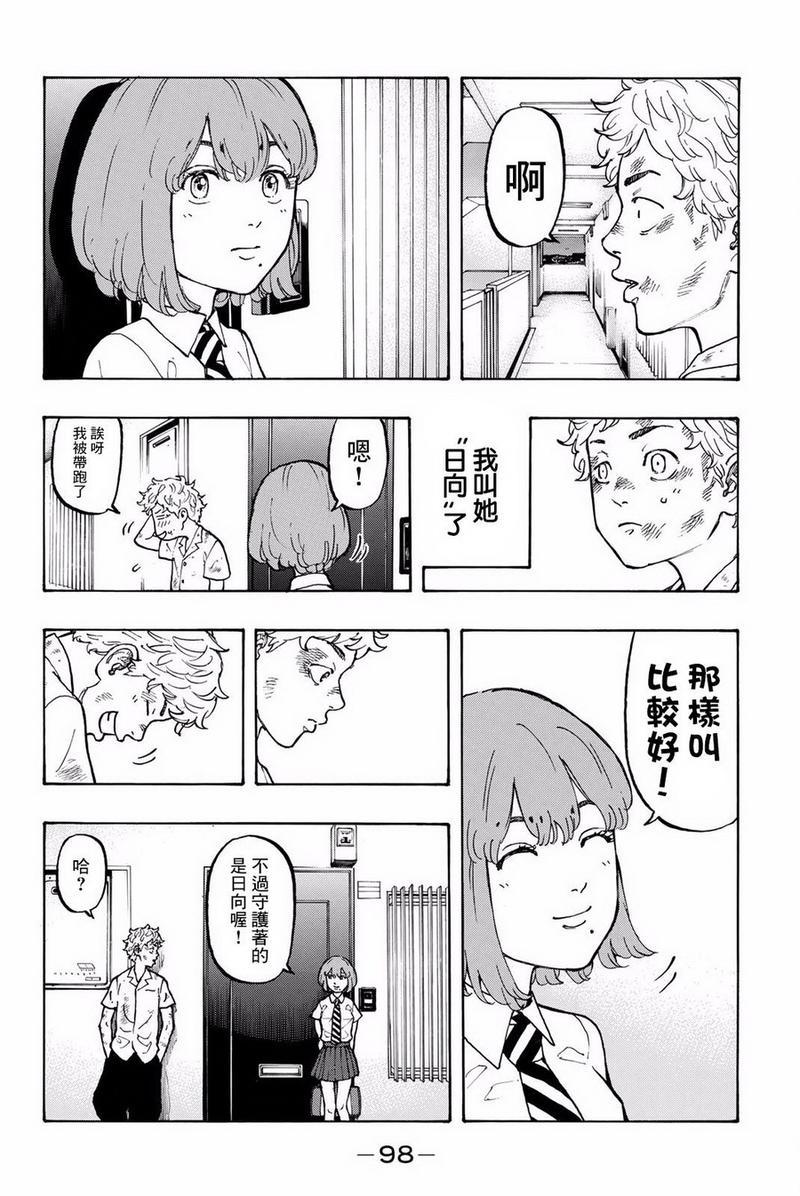 啊
我叫她
"日向"了
嗯！
誒呀
我被帶跑了
那樣叫
比較好！
不過守護著的
是日向喔！
哈？
－98－